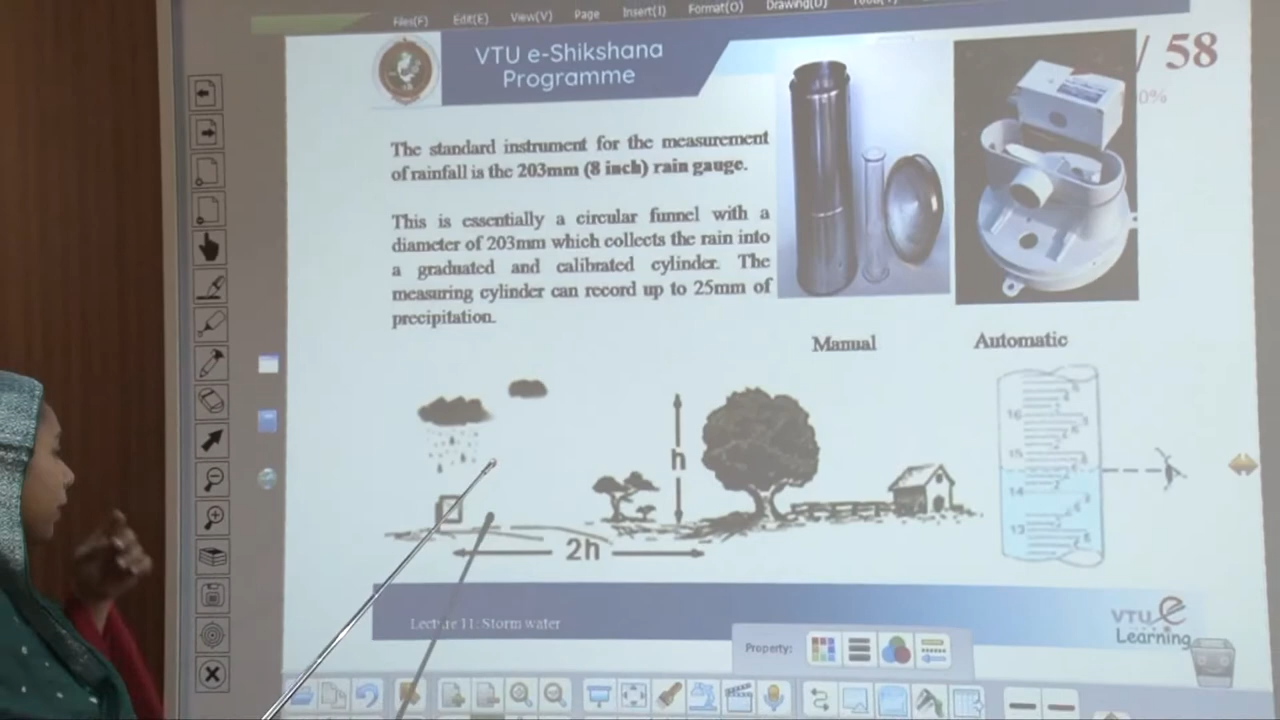 Files(F) Edit(E) View(V) Page Insert(I) Format(O) Drawing(D)
VTU e-Shikshana
Programme
/ 58
0%
The standard instrument for the measurement
of rainfall is the 203mm (8 inch) rain gauge.
This is essentially a circular funnel with a
diameter of 203mm which collects the rain into
a graduated and calibrated cylinder. The
measuring cylinder can record up to 25mm of
precipitation.
Manual
Automatic
h
2h
16
15
14
13
Lecture 11: Storm water
VTU e
Learning
Property: